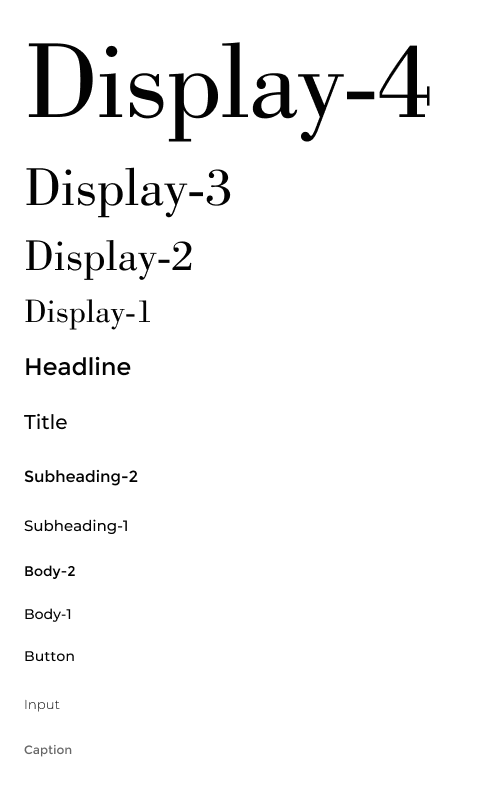 Display-4
Display-3
Display-2
Display-1
Headline
Title
Subheading-2
Subheading-1
Body-2
Body-1
Button
Input
Caption